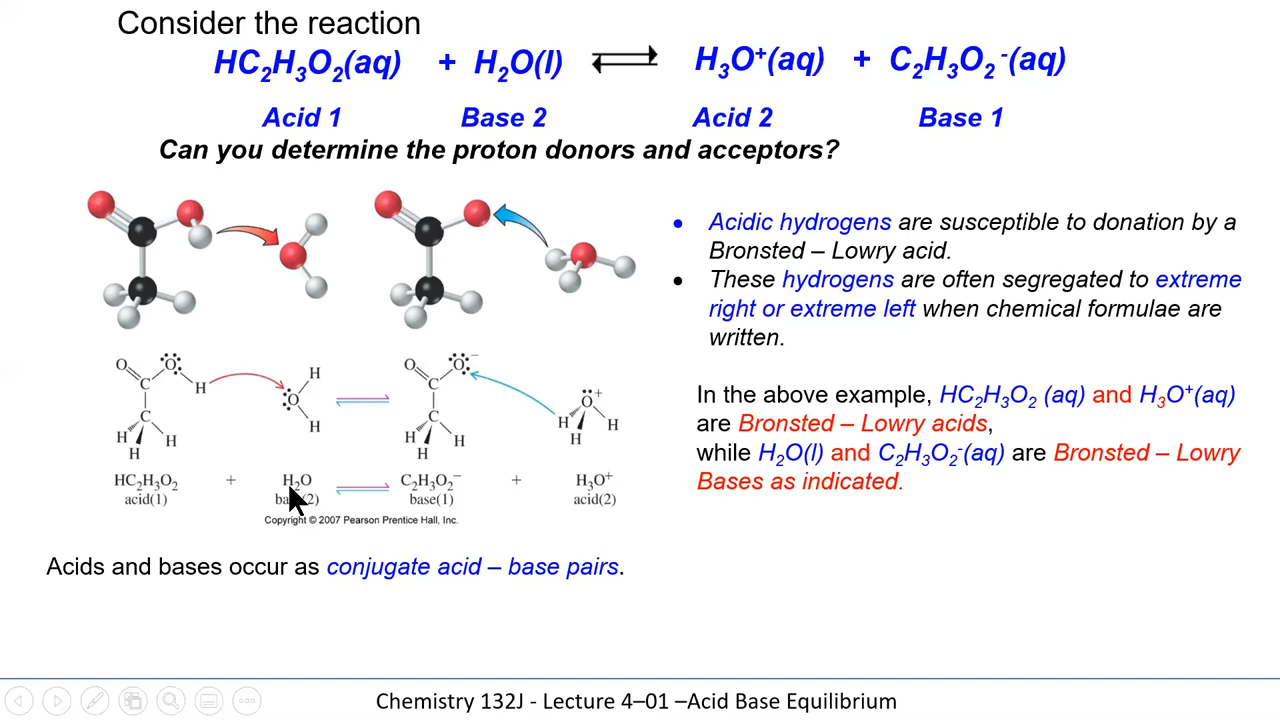 Consider the reaction
HC₂H₃O₂(aq) + H₂O(l) ⇌ H₃O⁺(aq) + C₂H₃O₂⁻(aq)
Acid 1 Base 2 Acid 2 Base 1
Can you determine the proton donors and acceptors?
• Acidic hydrogens are susceptible to donation by a
Bronsted – Lowry acid.
• These hydrogens are often segregated to extreme
right or extreme left when chemical formulae are
written.
In the above example, HC₂H₃O₂ (aq) and H₃O⁺(aq)
are Bronsted – Lowry acids,
while H₂O(l) and C₂H₃O₂⁻(aq) are Bronsted – Lowry
Bases as indicated.
O O H C C H H H
O H H
O O⁻ C C H H H
O⁺ H H H
HC₂H₃O₂ + H₂O ⇌ C₂H₃O₂⁻ + H₃O⁺
acid(1) base(2) base(1) acid(2)
Copyright © 2007 Pearson Prentice Hall, Inc.
Acids and bases occur as conjugate acid – base pairs.
Chemistry 132J - Lecture 4–01 –Acid Base Equilibrium